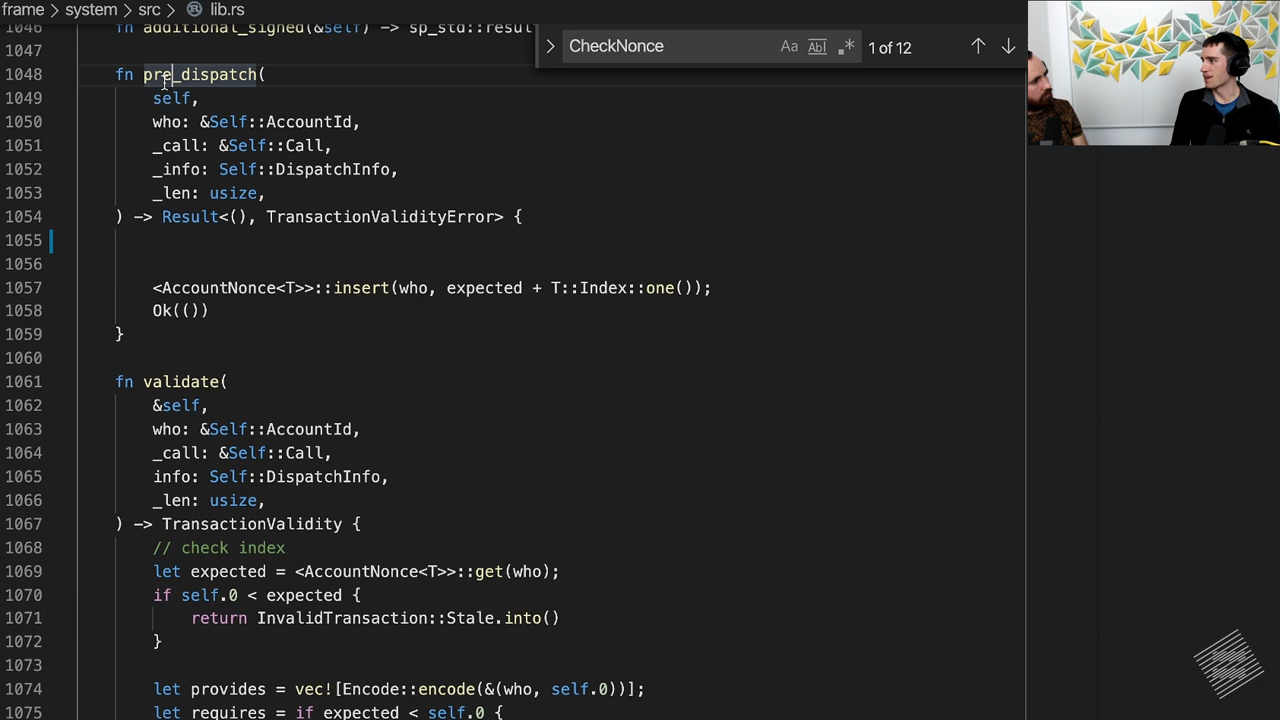 frame > system > src > lib.rs
1046 fn additional_signed(&self) -> sp_std::resul
CheckNonce Aa Abl .* 1 of 12
1047
1048 fn pre_dispatch(
1049 self,
1050 who: &Self::AccountId,
1051 _call: &Self::Call,
1052 _info: Self::DispatchInfo,
1053 _len: usize,
1054 ) -> Result<(), TransactionValidityError> {
1055
1056
1057 <AccountNonce<T>>::insert(who, expected + T::Index::one());
1058 Ok(())
1059 }
1060
1061 fn validate(
1062 &self,
1063 who: &Self::AccountId,
1064 _call: &Self::Call,
1065 info: Self::DispatchInfo,
1066 _len: usize,
1067 ) -> TransactionValidity {
1068 // check index
1069 let expected = <AccountNonce<T>>::get(who);
1070 if self.0 < expected {
1071 return InvalidTransaction::Stale.into()
1072 }
1073
1074 let provides = vec![Encode::encode(&(who, self.0))];
1075 let requires = if expected < self.0 {